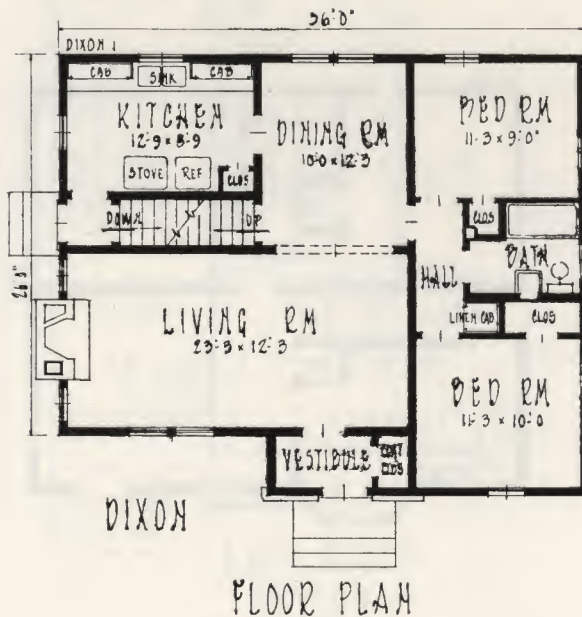 36'-0"
DIXON 1
CAB SINK CAB
KITCHEN
12-9 x 8-9
STOVE REF CLOS
DINING RM
10-0 x 12-3
BED RM
11-3 x 9-0"
DOWN UP
CLOS
BATH
HALL
26'-0"
LIVING RM
23-5 x 12-3
LINEN CAB CLOS
BED RM
11-3 x 10-0
VESTIBULE
COAT CLOS
DIXON
FLOOR PLAN